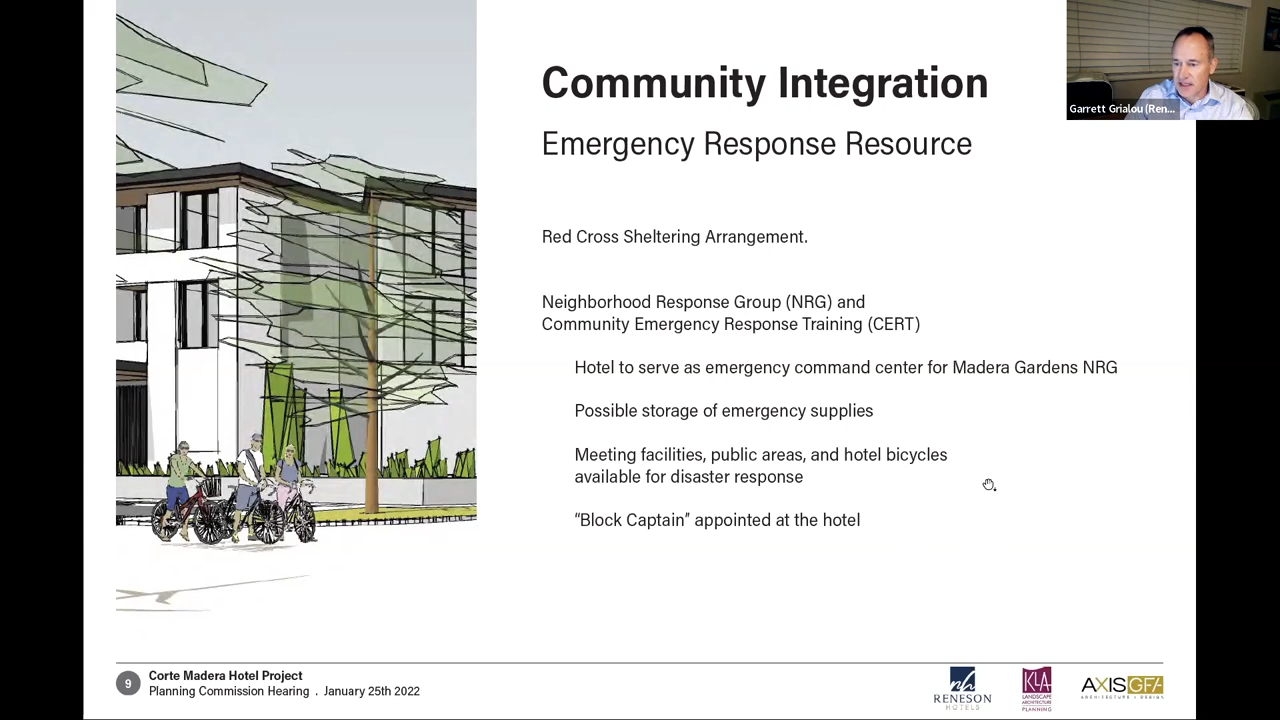 Community Integration
Emergency Response Resource
Garrett Grialou (Ren...
Red Cross Sheltering Arrangement.
Neighborhood Response Group (NRG) and
Community Emergency Response Training (CERT)
Hotel to serve as emergency command center for Madera Gardens NRG
Possible storage of emergency supplies
Meeting facilities, public areas, and hotel bicycles
available for disaster response
“Block Captain” appointed at the hotel
9
Corte Madera Hotel Project
Planning Commission Hearing . January 25th 2022
rh
RENESON
HOTELS
KLA
LANDSCAPE
ARCHITECTURE
PLANNING
AXIS GFA
ARCHITECTURE + DESIGN